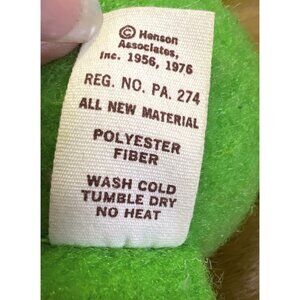 © Henson
Associates,
Inc. 1956, 1976
REG. NO. PA. 274
ALL NEW MATERIAL
POLYESTER
FIBER
WASH COLD
TUMBLE DRY
NO HEAT